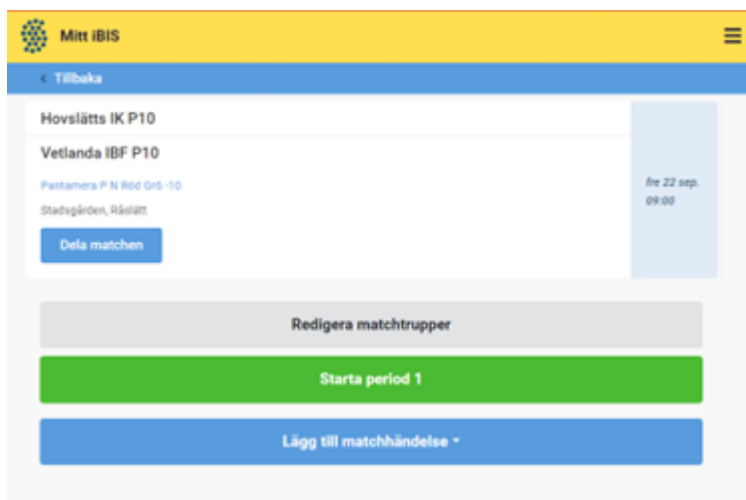 Mitt iBIS
< Tillbaka
Hovslätts IK P10
Vetlanda IBF P10
Pantamera P N Röd Grö -10
Stadsgården, Råslätt
fre 22 sep.
09:00
Dela matchen
Redigera matchtrupper
Starta period 1
Lägg till matchhändelse